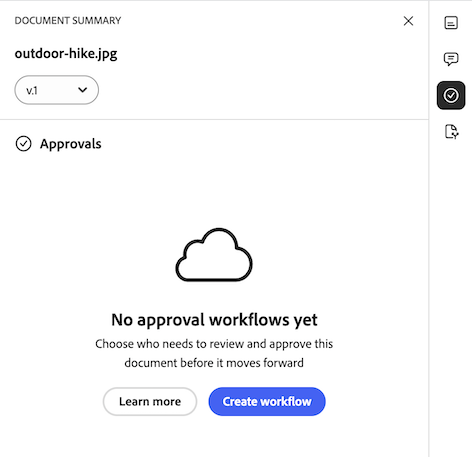 DOCUMENT SUMMARY
outdoor-hike.jpg
v.1
Approvals
No approval workflows yet
Choose who needs to review and approve this
document before it moves forward
Learn more
Create workflow